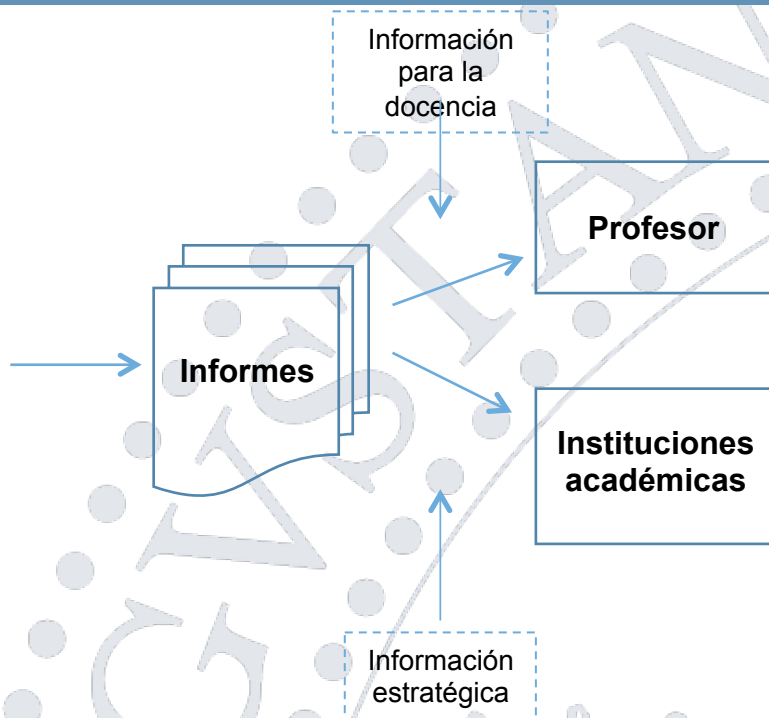 Información
para la
docencia
Profesor
Informes
Instituciones
académicas
Información
estratégica